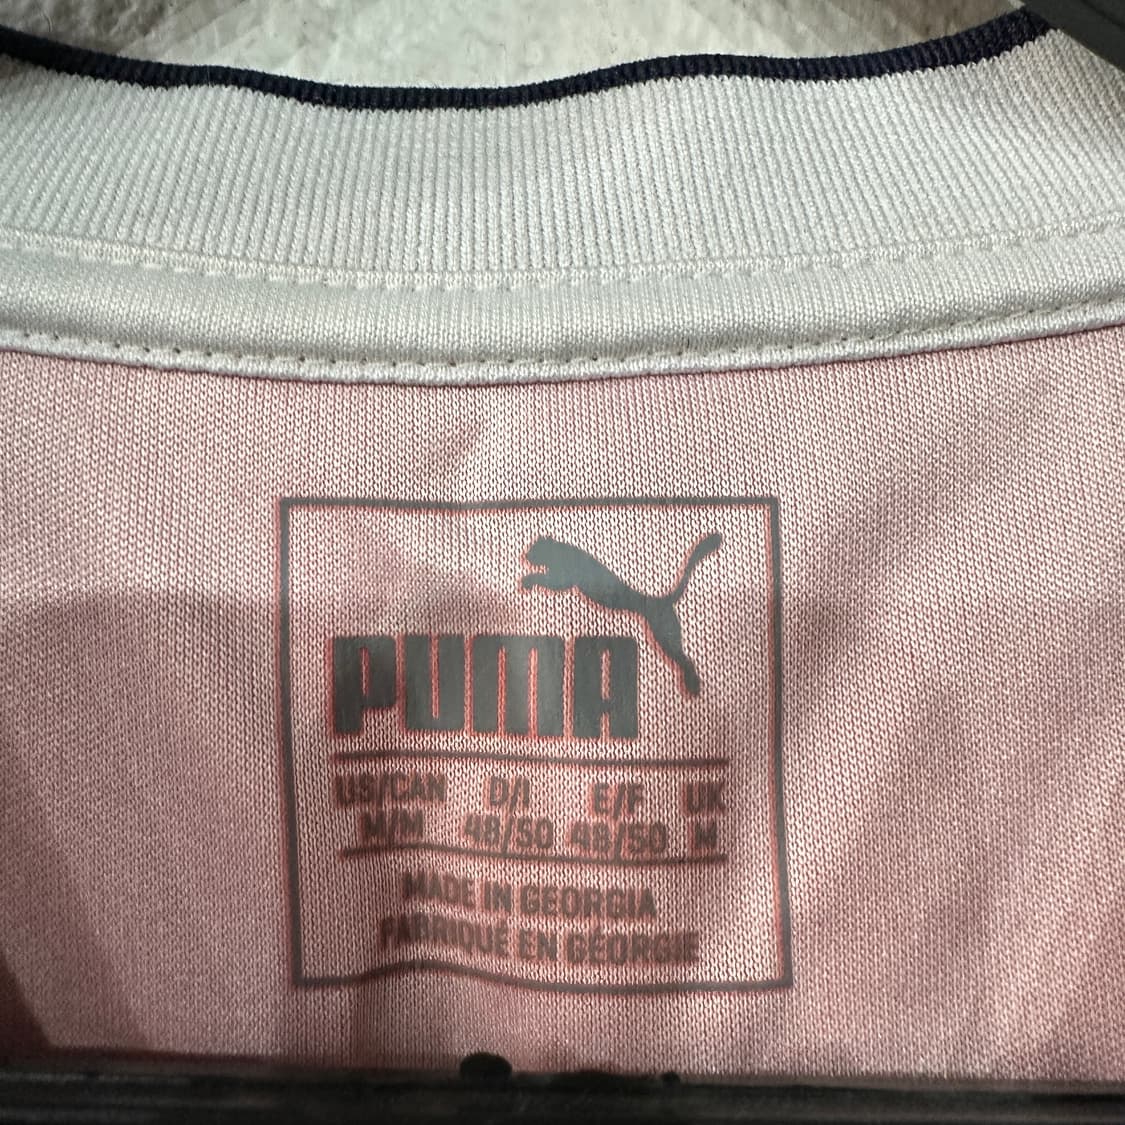 PUMA
US/CAN D/I E/F UK
M/M 48/50 48/50 M
MADE IN GEORGIA
FABRIQUÉ EN GÉORGIE